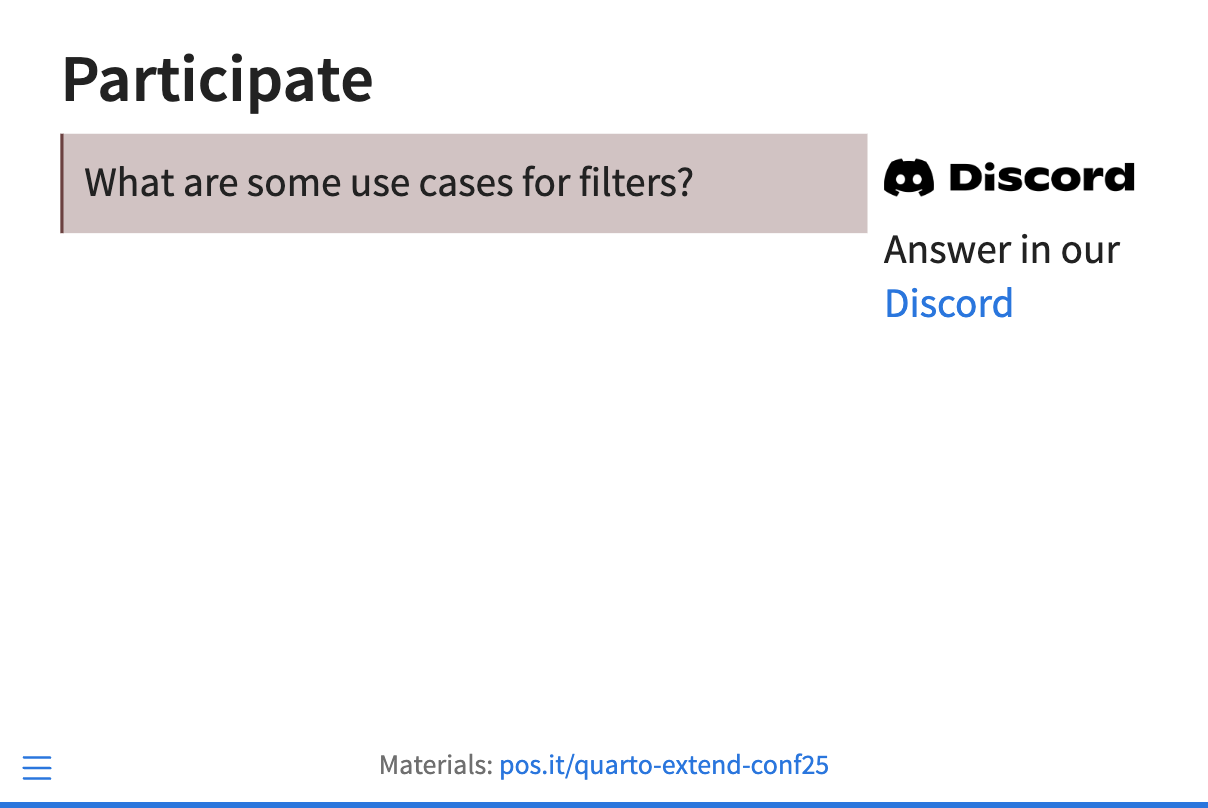 Participate
What are some use cases for filters?
Discord
Answer in our
Discord
Materials: pos.it/quarto-extend-conf25